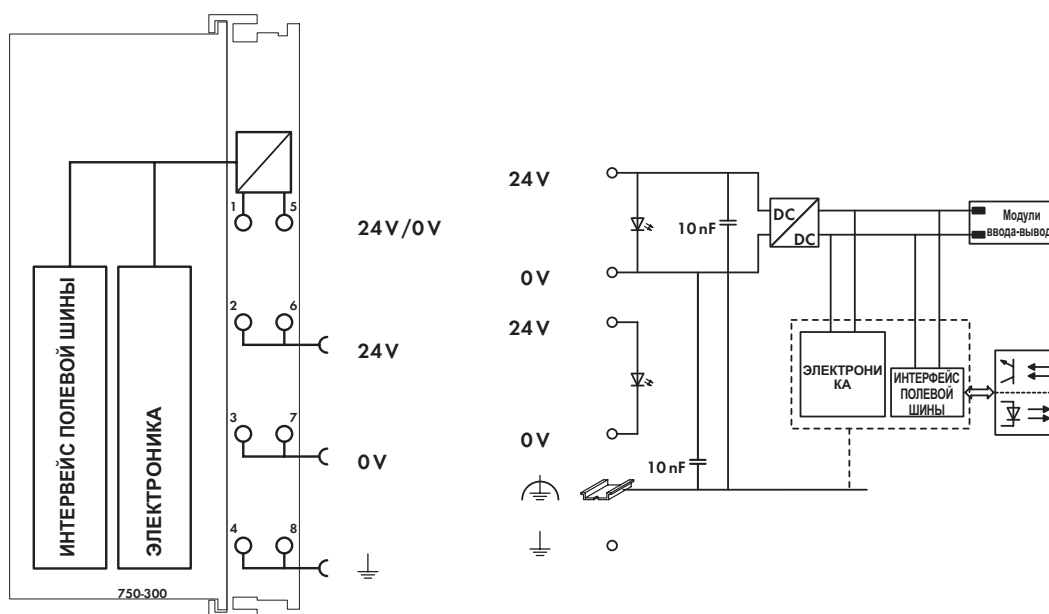 1
5
24V/0V
2
6
24V
3
7
0V
4
8
ИНТЕРВЕЙС ПОЛЕВОЙ ШИНЫ
ЭЛЕКТРОНИКА
750-300
24V
10nF
0V
24V
0V
10nF
DC
DC
Модули
ввода-вывод
ЭЛЕКТРОНИ
КА
ИНТЕРФЕЙС
ПОЛЕВОЙ
ШИНЫ